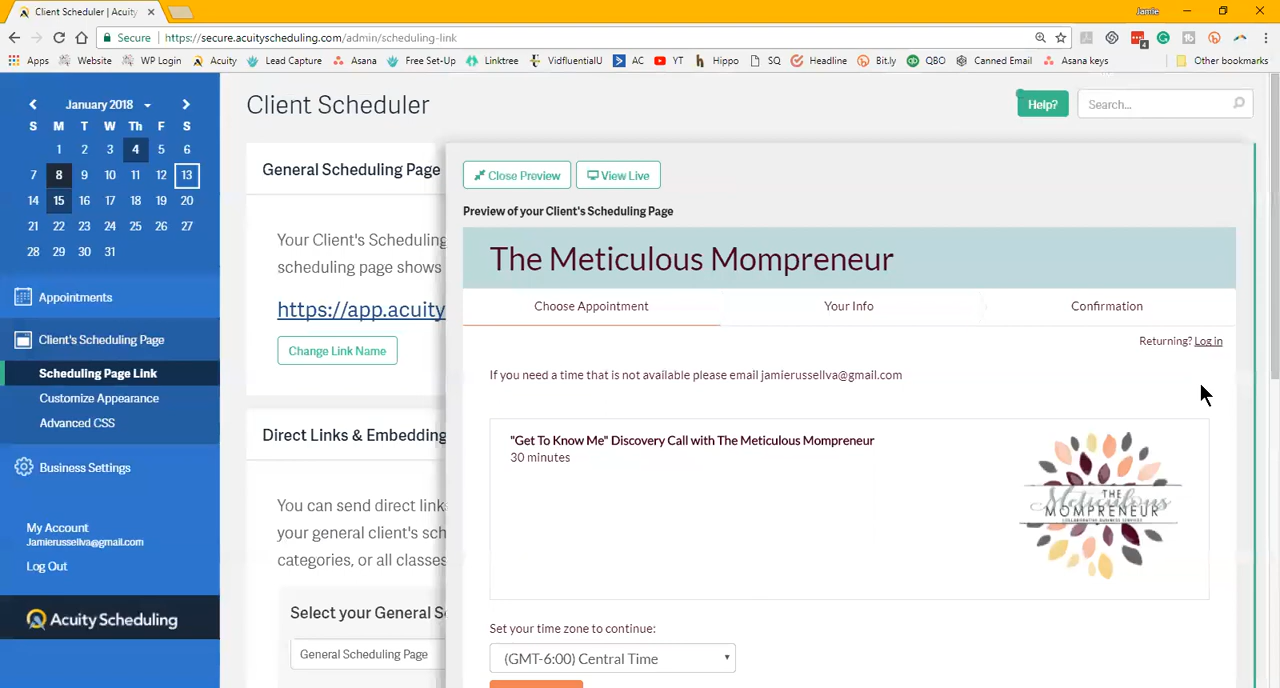 Client Scheduler | Acuity
Jamie
Secure
https://secure.acuityscheduling.com/admin/scheduling-link
4
Apps
Website
WP Login
Acuity
Lead Capture
Asana
Free Set-Up
Linktree
VidfluentialU
AC
YT
Hippo
SQ
Headline
Bit.ly
QBO
Canned Email
Asana keys
Other bookmarks
January 2018
S M T W Th F S
1 2 3 4 5 6
7 8 9 10 11 12 13
14 15 16 17 18 19 20
21 22 23 24 25 26 27
28 29 30 31
Appointments
Client's Scheduling Page
Scheduling Page Link
Customize Appearance
Advanced CSS
Business Settings
My Account
Jamierussellva@gmail.com
Log Out
Acuity Scheduling
Client Scheduler
Help?
Search...
General Scheduling Page
Your Client's Scheduling
scheduling page shows
https://app.acuity
Change Link Name
Direct Links & Embedding
You can send direct link
your general client's sch
categories, or all classes
Select your General S
General Scheduling Page
Close Preview
View Live
Preview of your Client's Scheduling Page
The Meticulous Mompreneur
Choose Appointment
Your Info
Confirmation
Returning? Log in
If you need a time that is not available please email jamierussellva@gmail.com
"Get To Know Me" Discovery Call with The Meticulous Mompreneur
30 minutes
THE
Meticulous
MOMPRENEUR
COLLABORATIVE BUSINESS SERVICES
Set your time zone to continue:
(GMT-6:00) Central Time